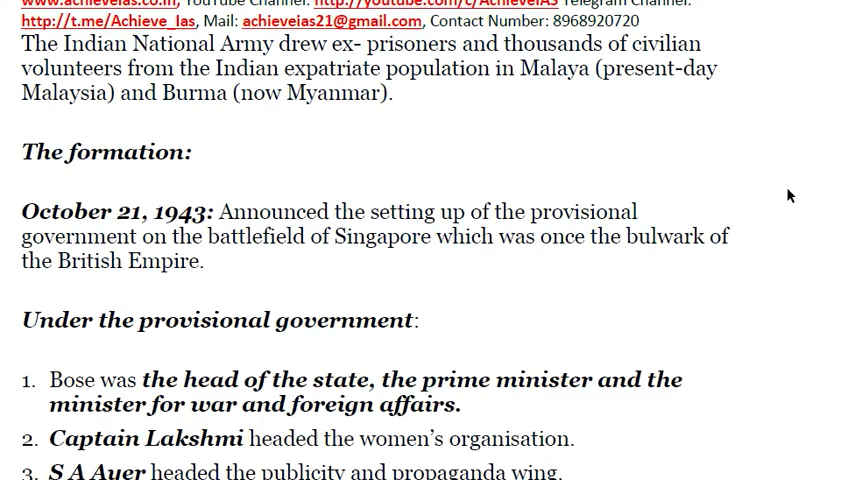 www.achieveias.co.in, YouTube Channel: http://youtube.com/c/AchieveIAS Telegram Channel:
http://t.me/Achieve_Ias, Mail: achieveias21@gmail.com, Contact Number: 8968920720
The Indian National Army drew ex- prisoners and thousands of civilian
volunteers from the Indian expatriate population in Malaya (present-day
Malaysia) and Burma (now Myanmar).
The formation:
October 21, 1943: Announced the setting up of the provisional
government on the battlefield of Singapore which was once the bulwark of
the British Empire.
Under the provisional government:
1. Bose was the head of the state, the prime minister and the
minister for war and foreign affairs.
2. Captain Lakshmi headed the women’s organisation.
3. S A Ayer headed the publicity and propaganda wing.